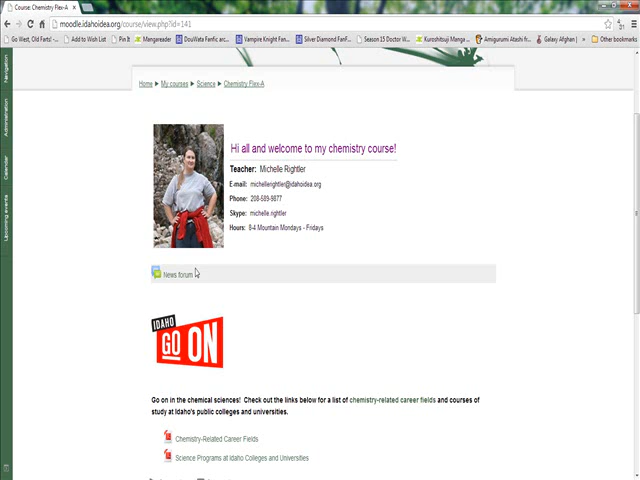 Course: Chemistry Flex-A
moodle.idahoidea.org/course/view.php?id=141
Go West, Old Farts! -... Add to Wish List Pin It Mangareader DouWata Fanfic arc... Vampire Knight Fan... Silver Diamond FanF... Season 15 Doctor W... Kuroshitsuji Manga ... Amigurumi Atashi fr... Galaxy Afghan | Other bookmarks
Navigation
Administration
Calendar
Upcoming events
Home ▶ My courses ▶ Science ▶ Chemistry Flex-A
Hi all and welcome to my chemistry course!
Teacher: Michelle Rightler
E-mail: michellerightler@idahoidea.org
Phone: 208-589-9877
Skype: michelle.rightler
Hours: 8-4 Mountain Mondays - Fridays
News forum
IDAHO
GO ON
Go on in the chemical sciences! Check out the links below for a list of chemistry-related career fields and courses of
study at Idaho's public colleges and universities.
Chemistry-Related Career Fields
Science Programs at Idaho Colleges and Universities